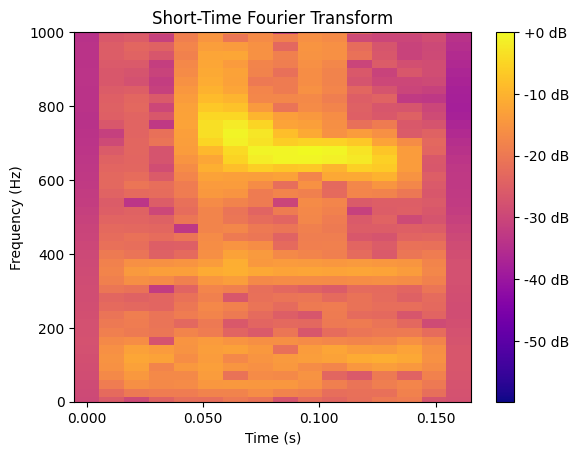 Short-Time Fourier Transform
1000
800
600
400
200
0
Frequency (Hz)
0.000
0.050
0.100
0.150
Time (s)
+0 dB
-10 dB
-20 dB
-30 dB
-40 dB
-50 dB